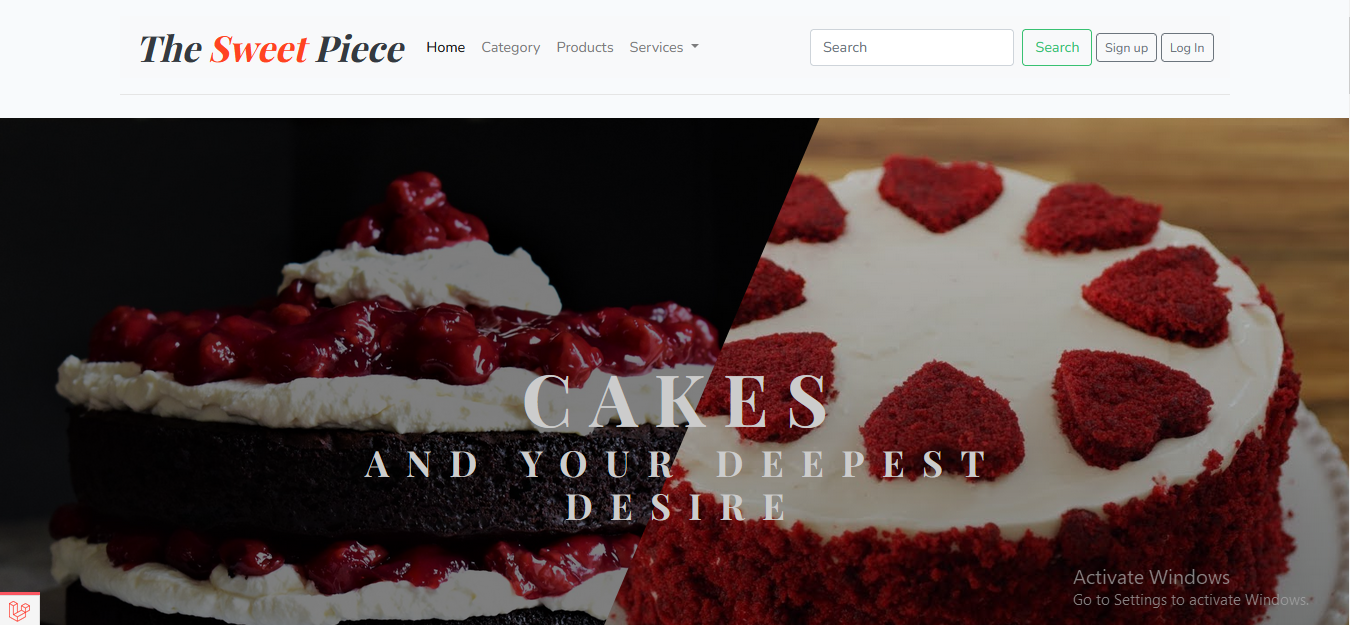 The Sweet Piece Home Category Products Services Search Search Sign up Log In
CAKES
AND YOUR DEEPEST
DESIRE
Activate Windows
Go to Settings to activate Windows.